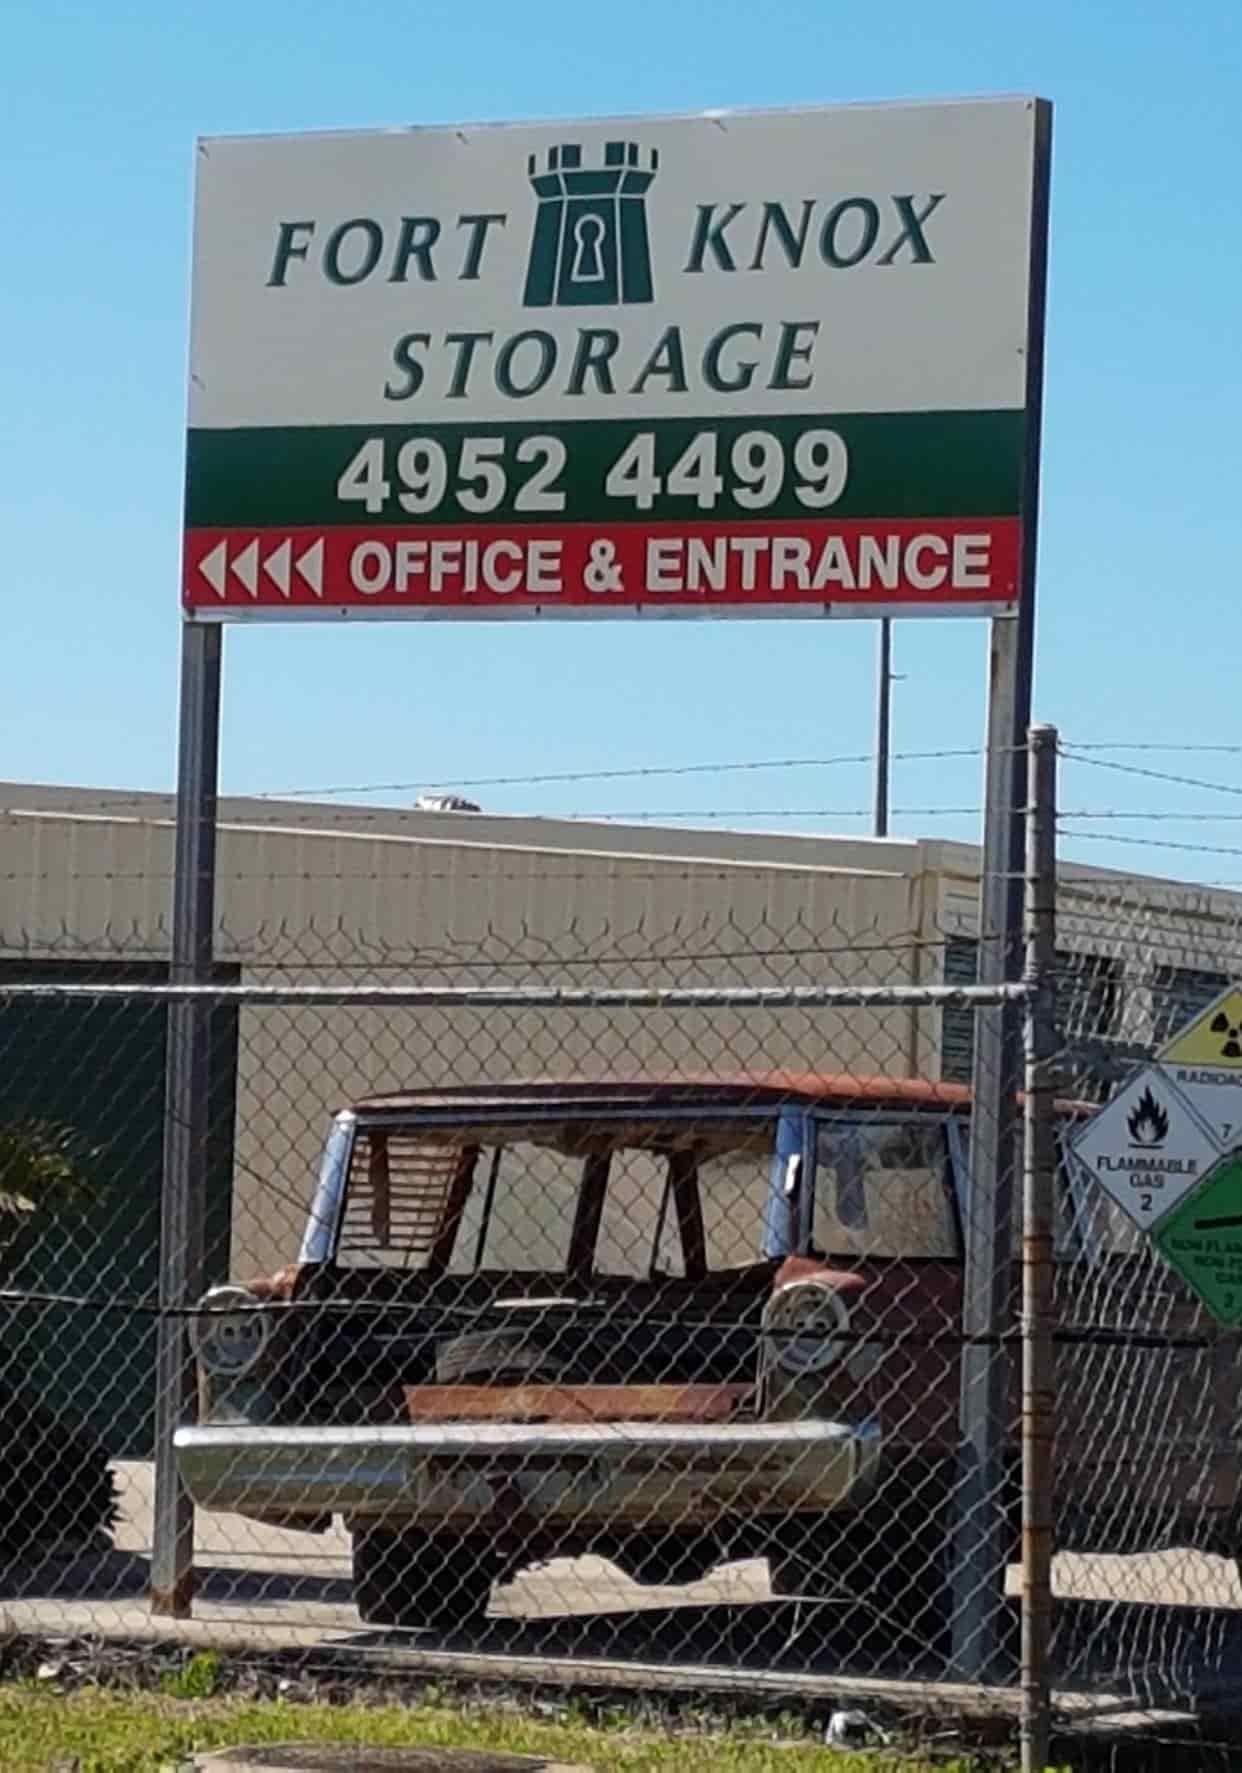 FORT KNOX
STORAGE
4952 4499
OFFICE & ENTRANCE
7
FLAMMABLE
GAS
2